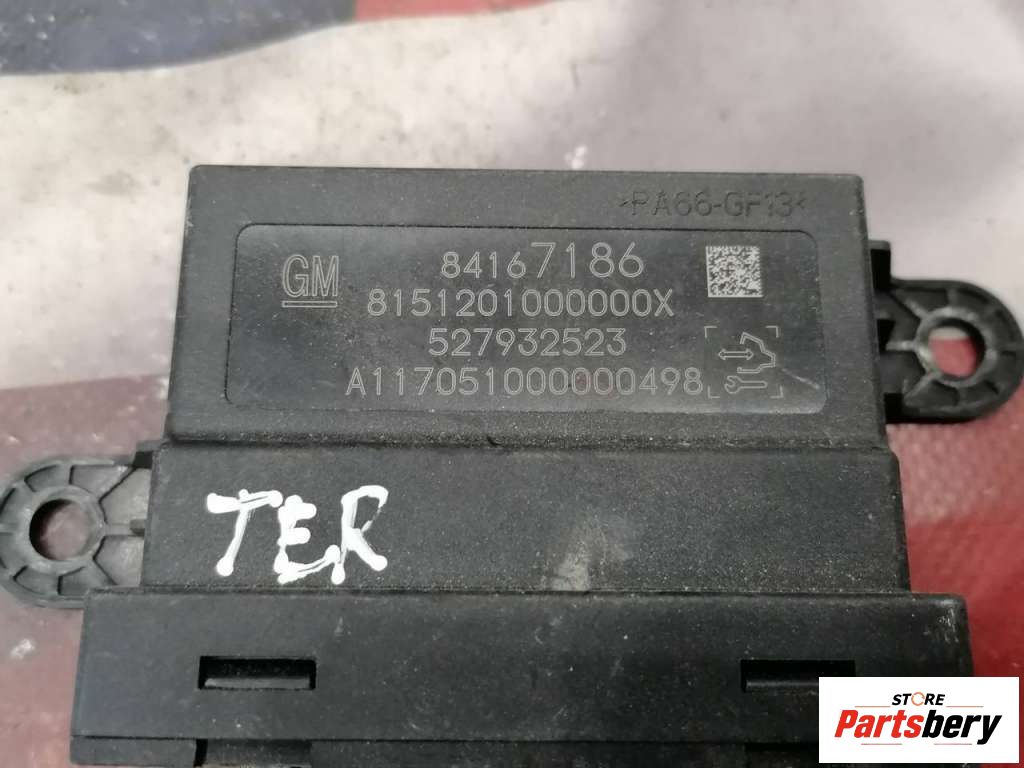 >PA66-GF13<
GM
84167186
8151201000000X
527932523
A117051000000498
TER
STORE
Partsbery